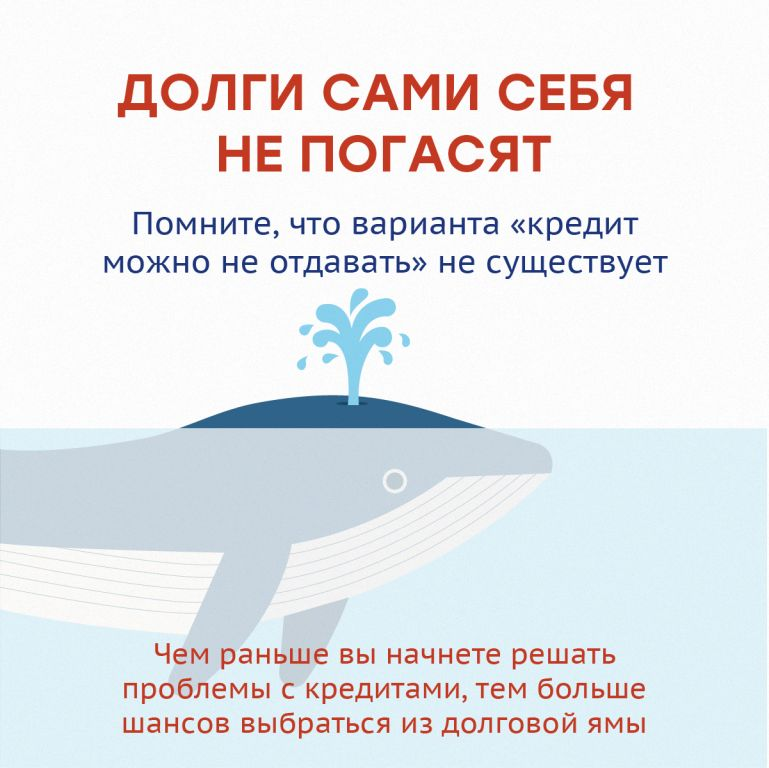 ДОЛГИ САМИ СЕБЯ
НЕ ПОГАСЯТ
Помните, что варианта «кредит
можно не отдавать» не существует
Чем раньше вы начнете решать
проблемы с кредитами, тем больше
шансов выбраться из долговой ямы